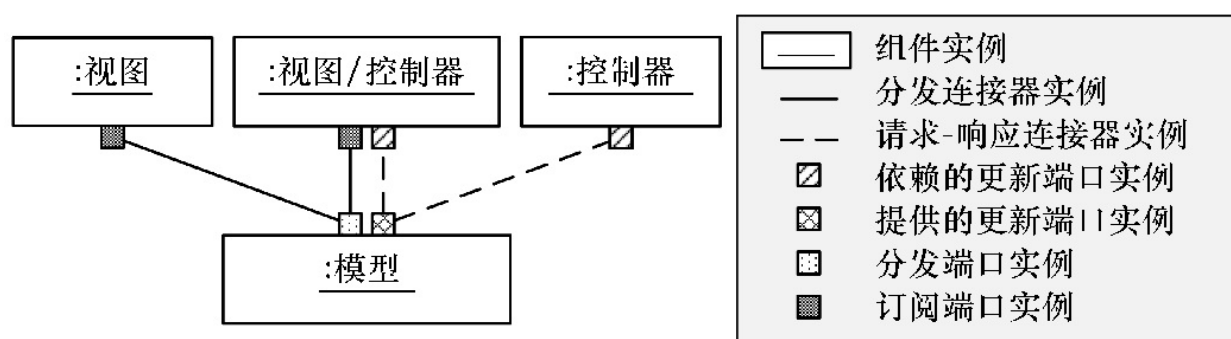 :视图
:视图/控制器
:控制器
:模型
组件实例
分发连接器实例
请求-响应连接器实例
依赖的更新端口实例
提供的更新端口实例
分发端口实例
订阅端口实例